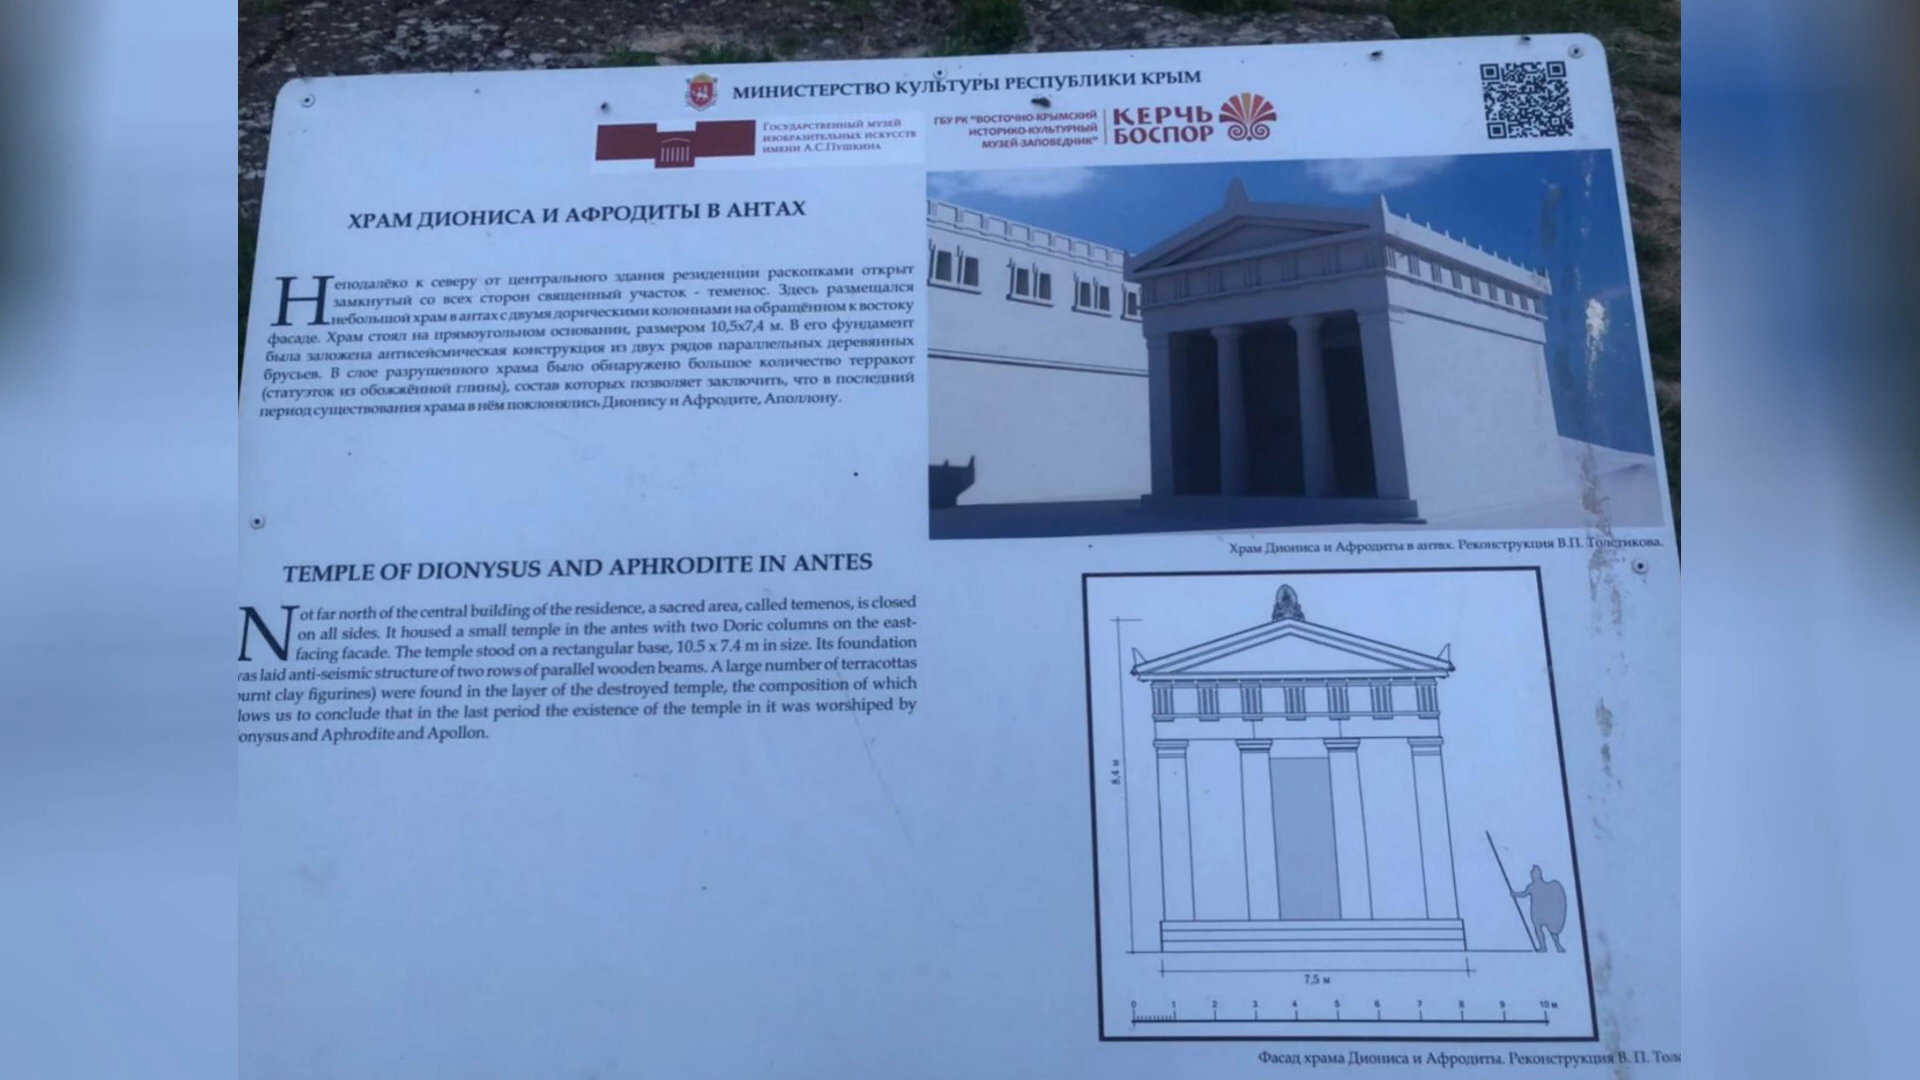 МИНИСТЕРСТВО КУЛЬТУРЫ РЕСПУБЛИКИ КРЫМ
ГОСУДАРСТВЕННЫЙ МУЗЕЙ
ИЗОБРАЗИТЕЛЬНЫХ ИСКУССТВ
ИМЕНИ А.С.ПУШКИНА
ГБУ РК "ВОСТОЧНО-КРЫМСКИЙ
ИСТОРИКО-КУЛЬТУРНЫЙ
МУЗЕЙ-ЗАПОВЕДНИК"
КЕРЧЬ
БОСПОР
ХРАМ ДИОНИСА И АФРОДИТЫ В АНТАХ
Неподалёко к северу от центрального здания резиденции раскопками открыт
замкнутый со всех сторон священный участок - теменос. Здесь размещался
небольшой храм в антах с двумя дорическими колоннами на обращённом к востоку
фасаде. Храм стоял на прямоугольном основании, размером 10,5х7,4 м. В его фундамент
была заложена антисейсмическая конструкция из двух рядов параллельных деревянных
брусьев. В слое разрушенного храма было обнаружено большое количество терракот
(статуэток из обожжённой глины), состав которых позволяет заключить, что в последний
период существования храма в нём поклонялись Дионису и Афродите, Аполлону.
Храм Диониса и Афродиты в антах. Реконструкция В.П. Толстикова.
TEMPLE OF DIONYSUS AND APHRODITE IN ANTES
Not far north of the central building of the residence, a sacred area, called temenos, is closed
on all sides. It housed a small temple in the antes with two Doric columns on the east-
facing facade. The temple stood on a rectangular base, 10.5 x 7.4 m in size. Its foundation
as laid anti-seismic structure of two rows of parallel wooden beams. A large number of terracottas
urnt clay figurines) were found in the layer of the destroyed temple, the composition of which
lows us to conclude that in the last period the existence of the temple in it was worshiped by
onysus and Aphrodite and Apollon.
8,4 м
7,5 м
0 1 2 3 4 5 6 7 8 9 10 м
Фасад храма Диониса и Афродиты. Реконструкция В. П. Тол